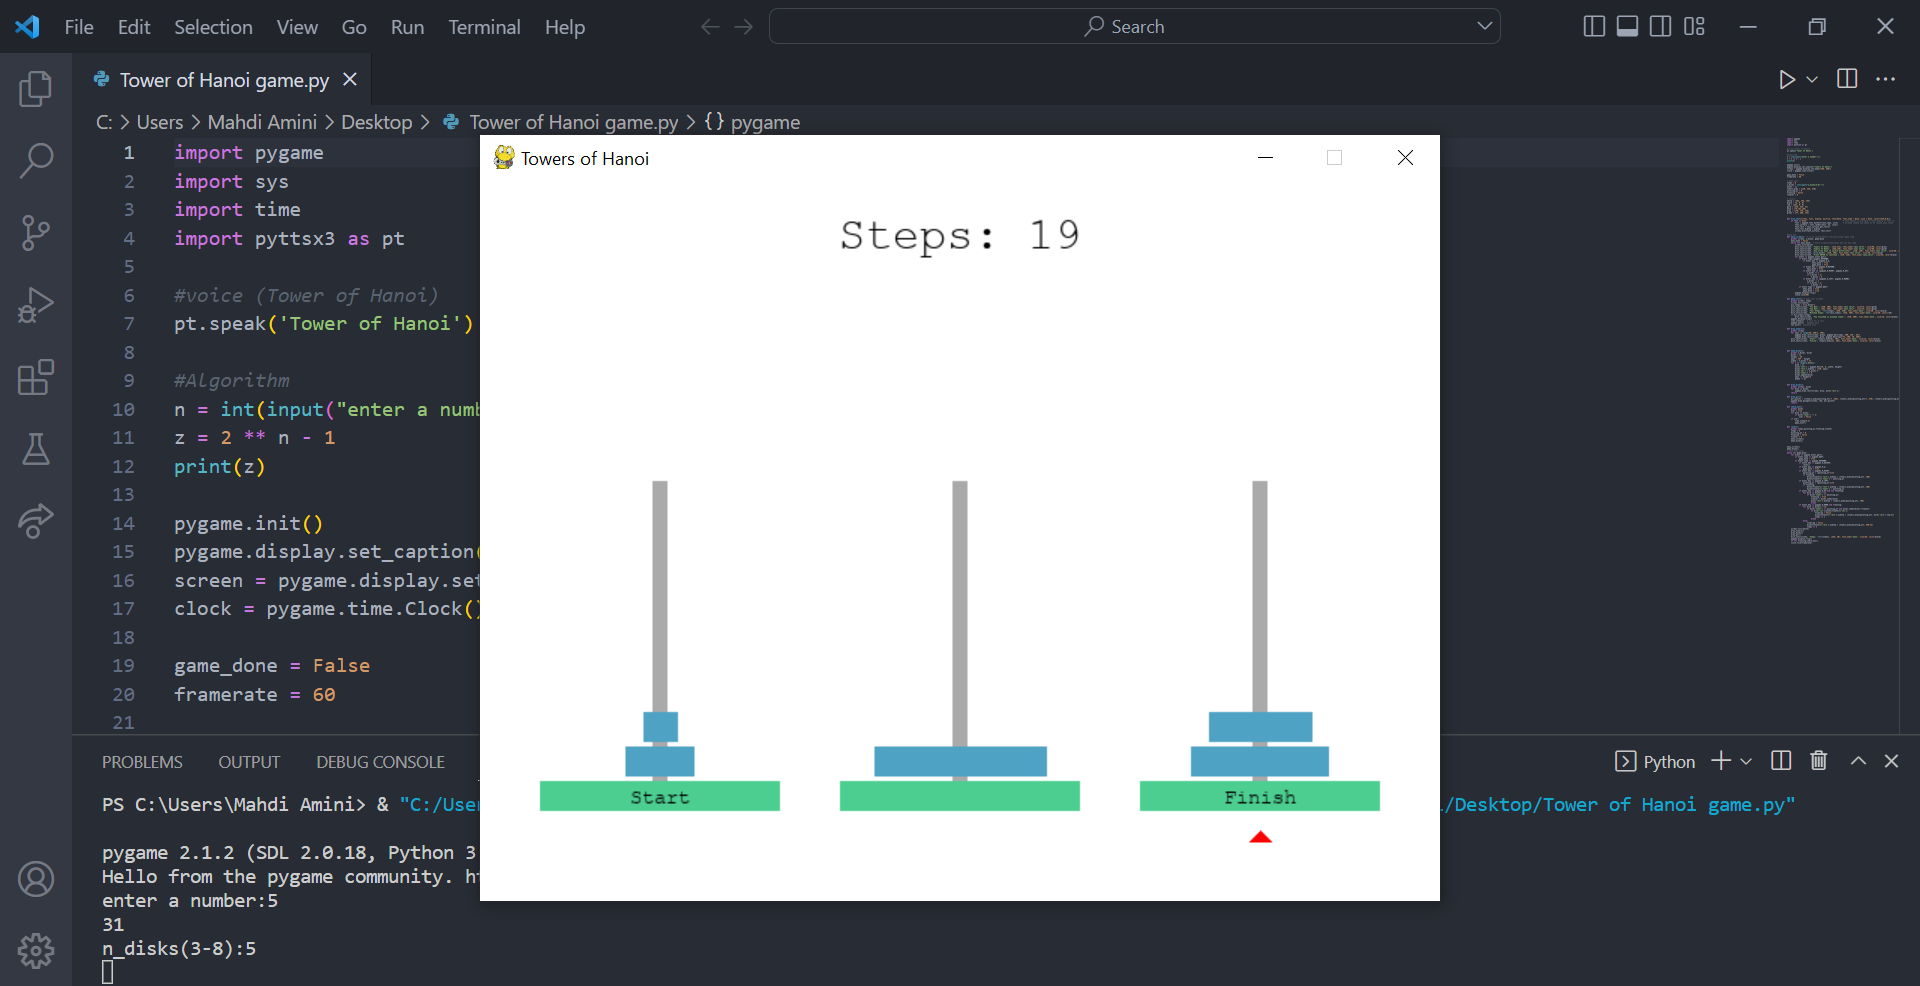 File Edit Selection View Go Run Terminal Help
Search
Tower of Hanoi game.py
C: > Users > Mahdi Amini > Desktop > Tower of Hanoi game.py > {} pygame
1 import pygame
2 import sys
3 import time
4 import pyttsx3 as pt
5
6 #voice (Tower of Hanoi)
7 pt.speak('Tower of Hanoi')
8
9 #Algorithm
10 n = int(input("enter a
11 z = 2 ** n - 1
12 print(z)
13
14 pygame.init()
15 pygame.display.set_caption(
16 screen = pygame.display.set
17 clock = pygame.time.Clock()
18
19 game_done = False
20 framerate = 60
21
Towers of Hanoi
Steps: 19
Start
Finish
PROBLEMS OUTPUT DEBUG CONSOLE
Python
PS C:\Users\Mahdi Amini> & "C:/User
/Desktop/Tower of Hanoi game.py"
pygame 2.1.2 (SDL 2.0.18, Python 3
Hello from the pygame community.
enter a number:5
31
n_disks(3-8):5